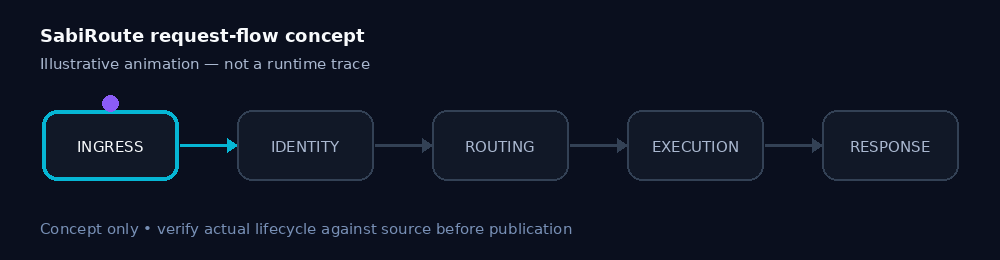 SabiRoute request-flow concept
Illustrative animation — not a runtime trace
INGRESS
IDENTITY
ROUTING
EXECUTION
RESPONSE
Concept only • verify actual lifecycle against source before publication